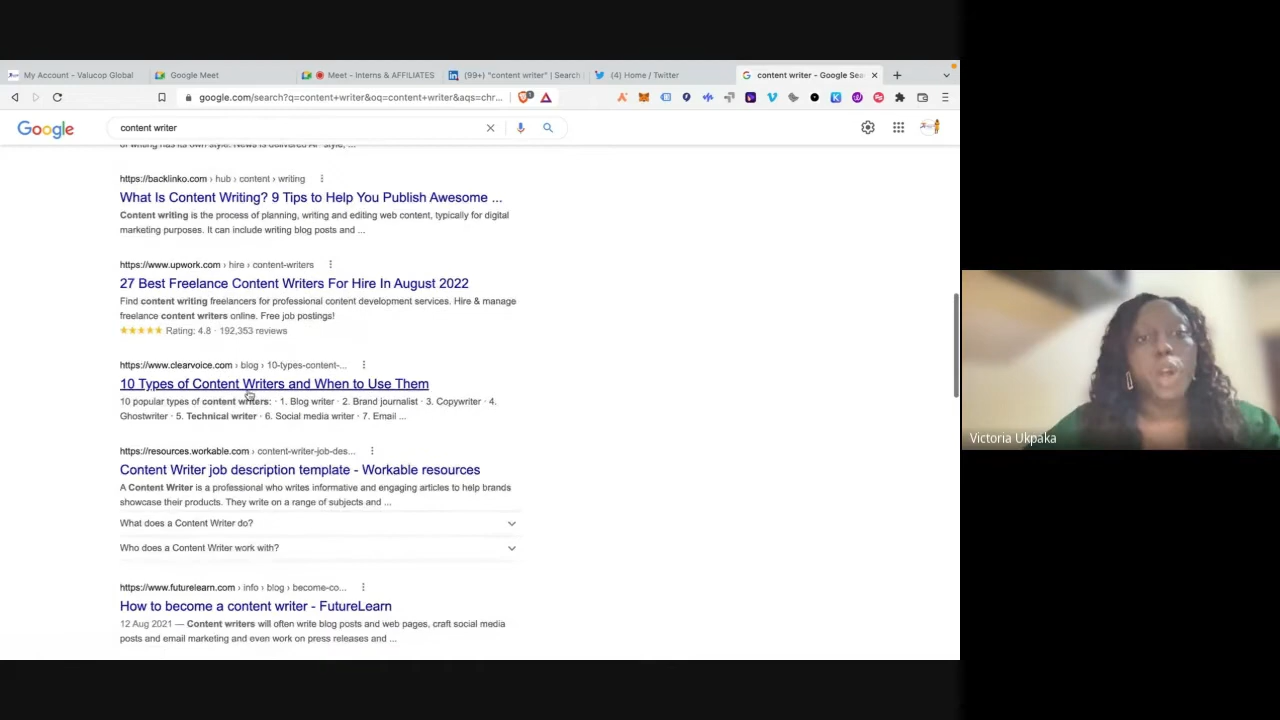 My Account - Valucop Global
Google Meet
Meet - Interns & AFFILIATES
(99+) "content writer" | Search
(4) Home / Twitter
content writer - Google Sea
google.com/search?q=content+writer&oq=content+writer&aqs=chr...
Google
content writer
of writing has its own style. News is delivered AP style, ...
https://backlinko.com › hub › content › writing
What Is Content Writing? 9 Tips to Help You Publish Awesome ...
Content writing is the process of planning, writing and editing web content, typically for digital
marketing purposes. It can include writing blog posts and ...
https://www.upwork.com › hire › content-writers
27 Best Freelance Content Writers For Hire In August 2022
Find content writing freelancers for professional content development services. Hire & manage
freelance content writers online. Free job postings!
Rating: 4.8 · 192,353 reviews
https://www.clearvoice.com › blog › 10-types-content-...
10 Types of Content Writers and When to Use Them
10 popular types of content writers: · 1. Blog writer · 2. Brand journalist · 3. Copywriter · 4.
Ghostwriter · 5. Technical writer · 6. Social media writer · 7. Email ...
https://resources.workable.com › content-writer-job-des...
Content Writer job description template - Workable resources
A Content Writer is a professional who writes informative and engaging articles to help brands
showcase their products. They write on a range of subjects and ...
What does a Content Writer do?
Who does a Content Writer work with?
https://www.futurelearn.com › info › blog › become-co...
How to become a content writer - FutureLearn
12 Aug 2021 — Content writers will often write blog posts and web pages, craft social media
posts and email marketing and even work on press releases and ...
Victoria Ukpaka